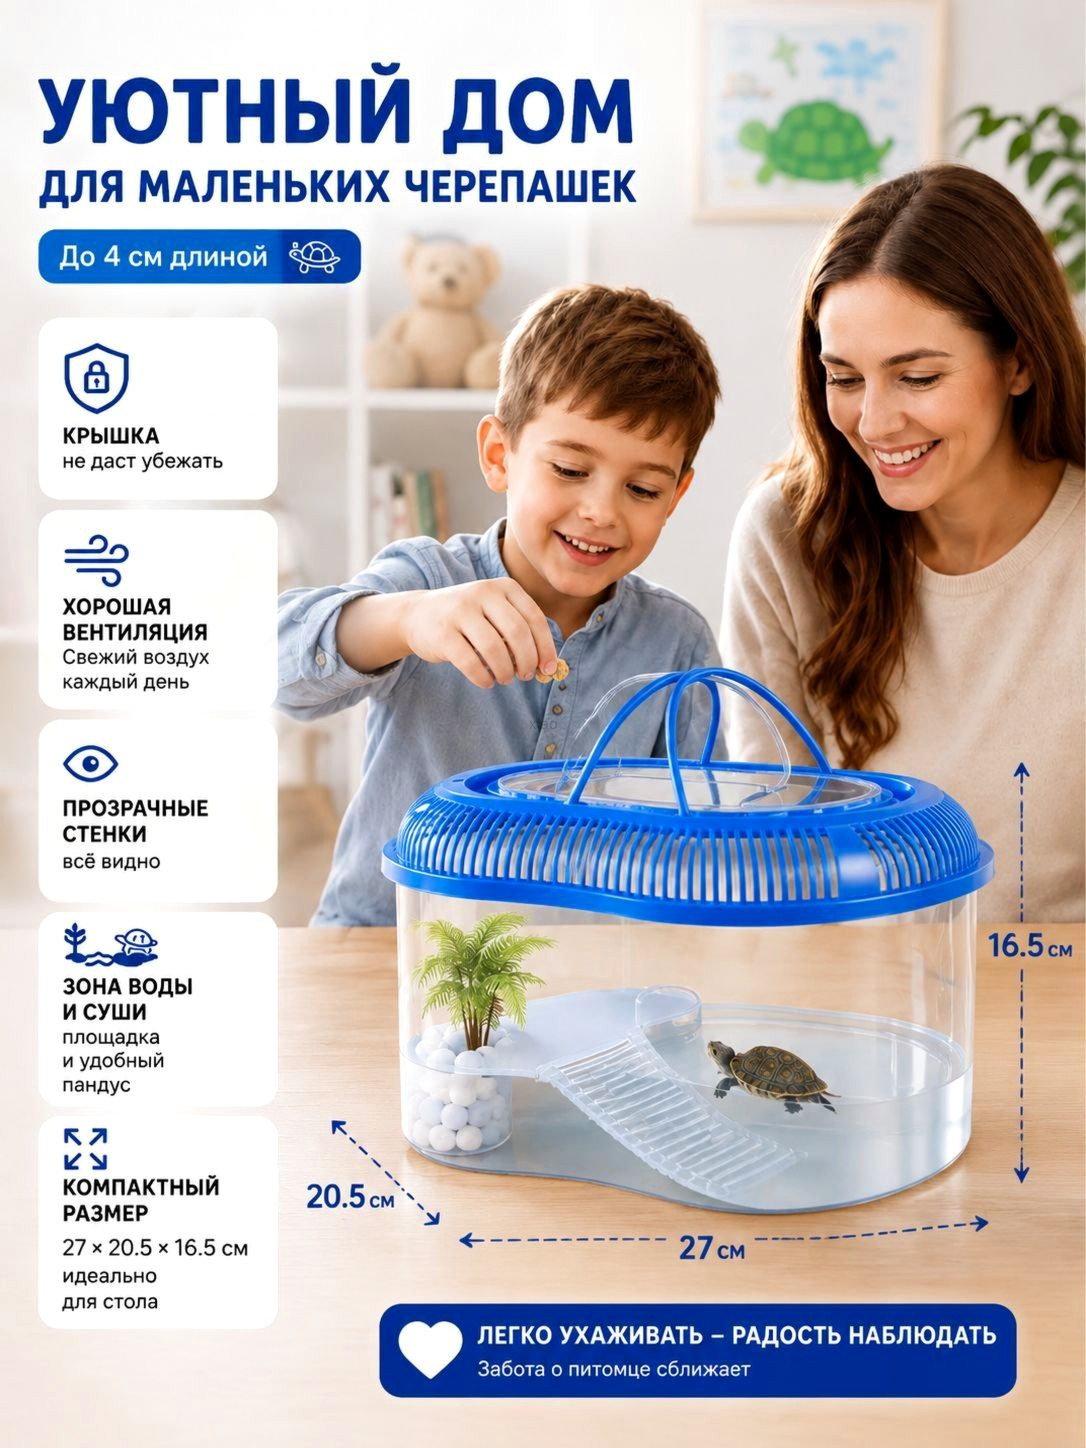 УЮТНЫЙ ДОМ
ДЛЯ МАЛЕНЬКИХ ЧЕРЕПАШЕК
До 4 см длиной
КРЫШКА
не даст убежать
ХОРОШАЯ
ВЕНТИЛЯЦИЯ
Свежий воздух
каждый день
ПРОЗРАЧНЫЕ
СТЕНКИ
всё видно
ЗОНА ВОДЫ
И СУШИ
площадка
и удобный
пандус
КОМПАКТНЫЙ
РАЗМЕР
27 × 20.5 × 16.5 см
идеально
для стола
16.5 см
20.5 см
27 см
ЛЕГКО УХАЖИВАТЬ – РАДОСТЬ НАБЛЮДАТЬ
Забота о питомце сближает